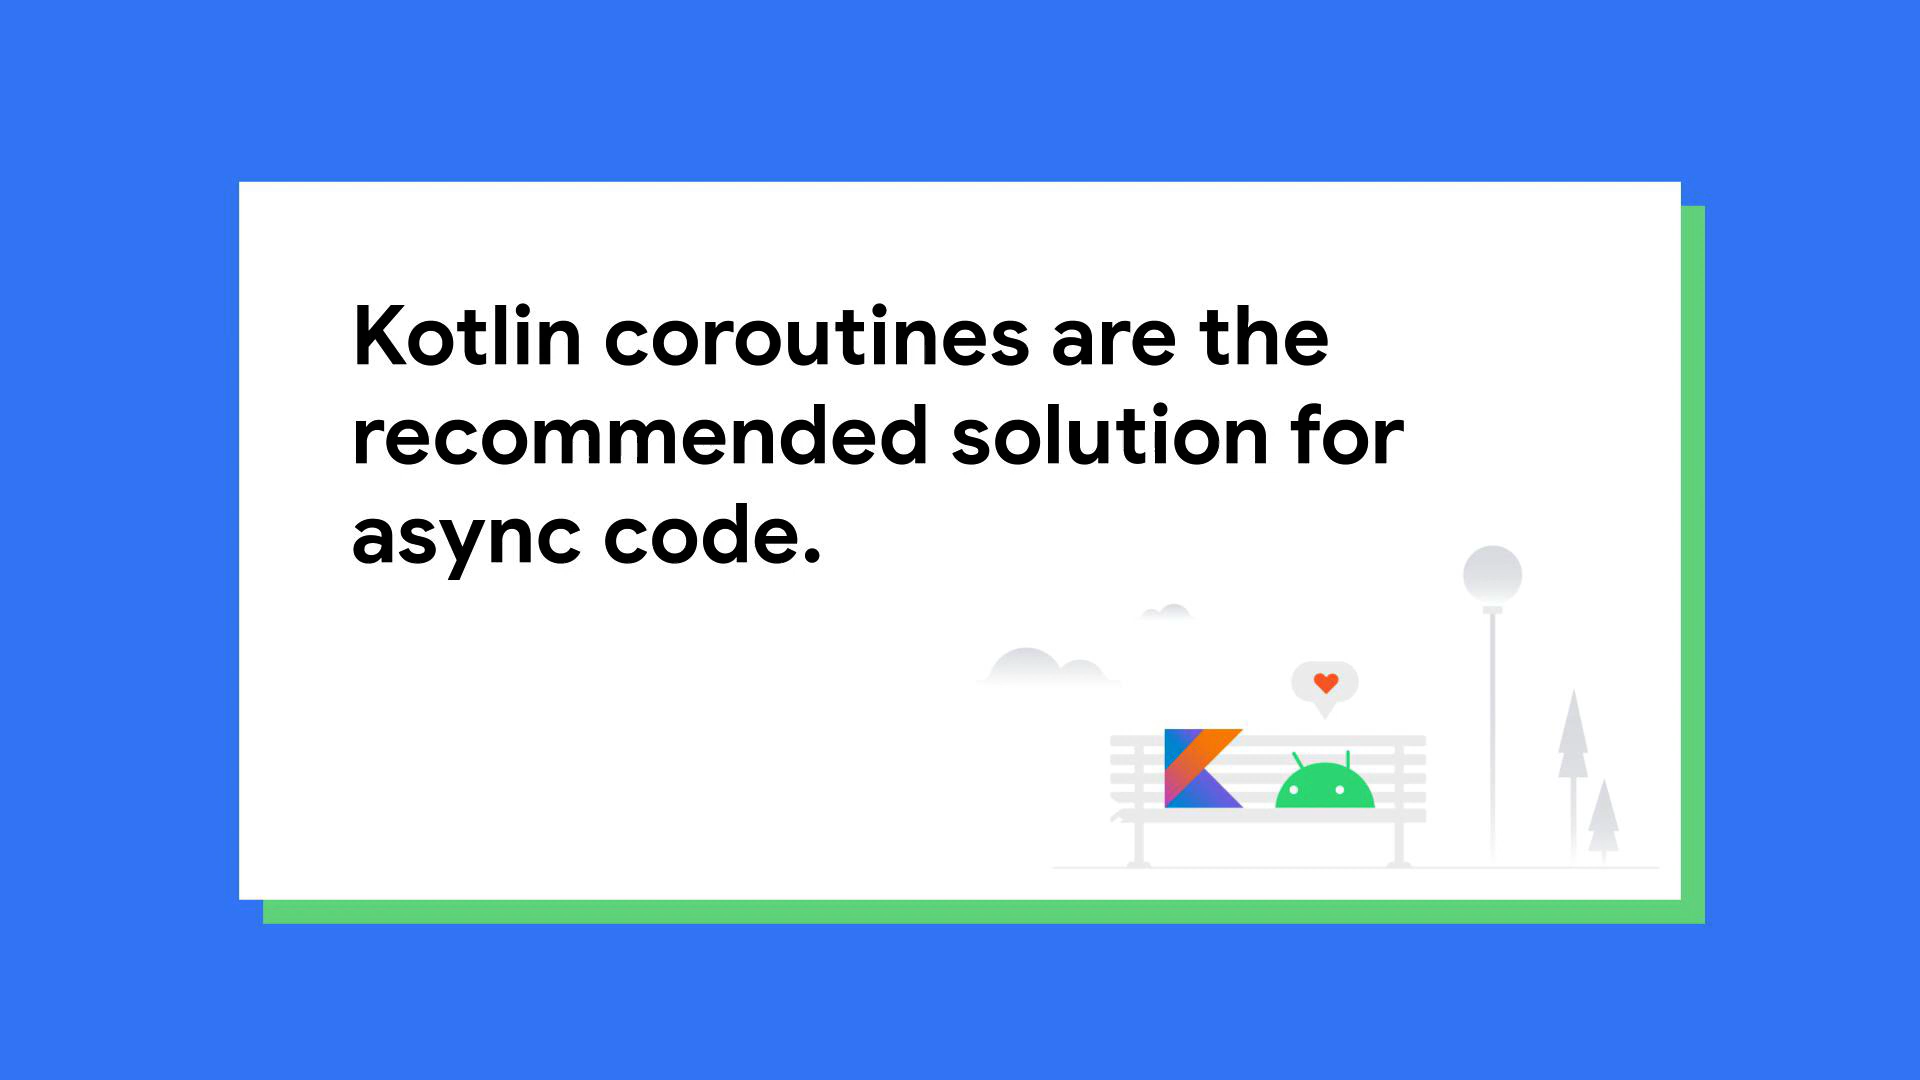 Kotlin coroutines are the
recommended solution for
async code.